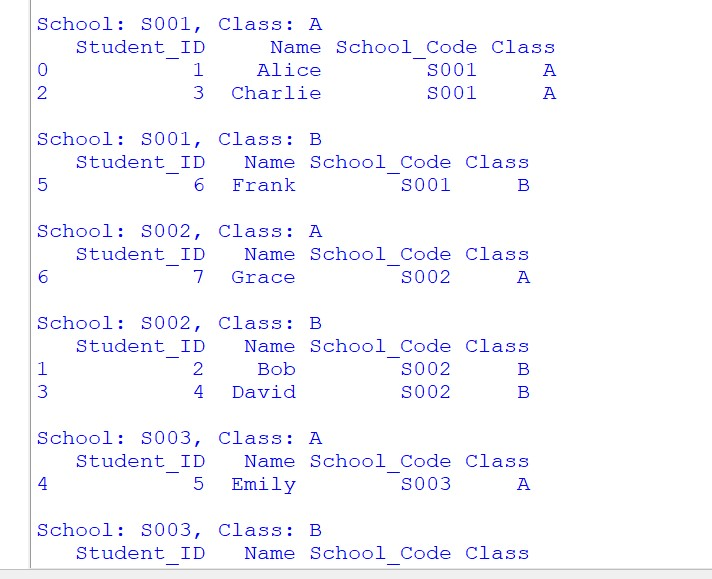 School: S001, Class: A
   Student_ID     Name School_Code Class
0           1    Alice        S001     A
2           3  Charlie        S001     A

School: S001, Class: B
   Student_ID   Name School_Code Class
5           6  Frank        S001     B

School: S002, Class: A
   Student_ID   Name School_Code Class
6           7  Grace        S002     A

School: S002, Class: B
   Student_ID   Name School_Code Class
1           2    Bob        S002     B
3           4  David        S002     B

School: S003, Class: A
   Student_ID   Name School_Code Class
4           5  Emily        S003     A

School: S003, Class: B
   Student_ID   Name School_Code Class